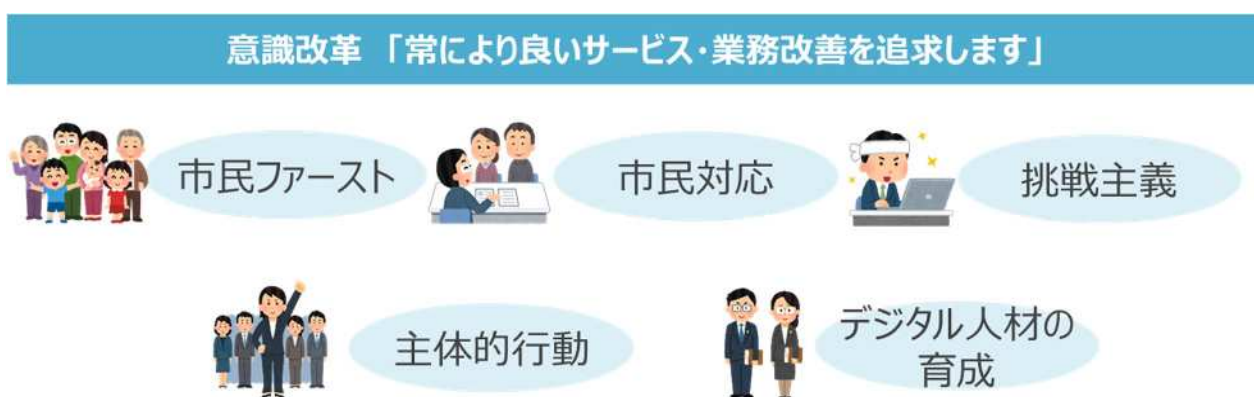 意識改革 「常により良いサービス・業務改善を追求します」
市民ファースト
市民対応
挑戦主義
主体的行動
デジタル人材の
育成